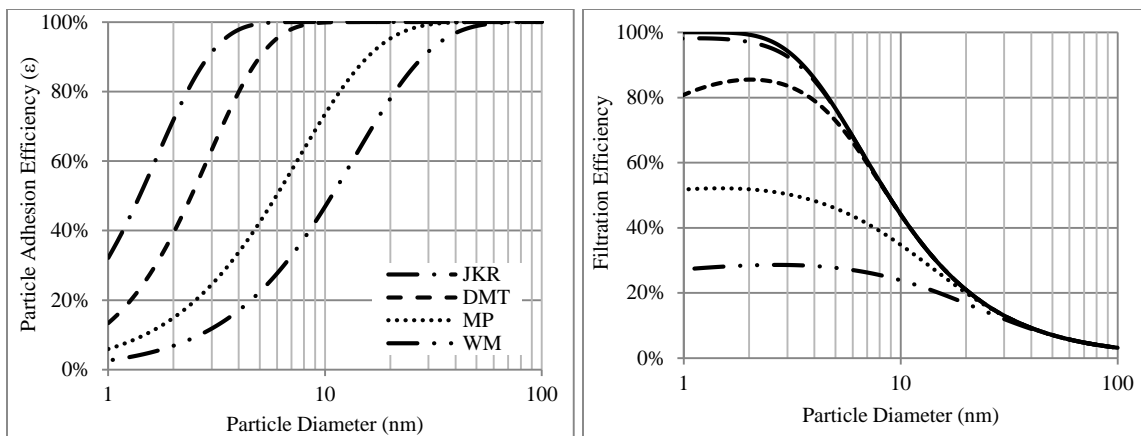 Particle Adhesion Efficiency (ε)
100%
80%
60%
40%
20%
0%
JKR
DMT
MP
WM
1
10
100
Particle Diameter (nm)
Filtration Efficiency
100%
80%
60%
40%
20%
0%
1
10
100
Particle Diameter (nm)